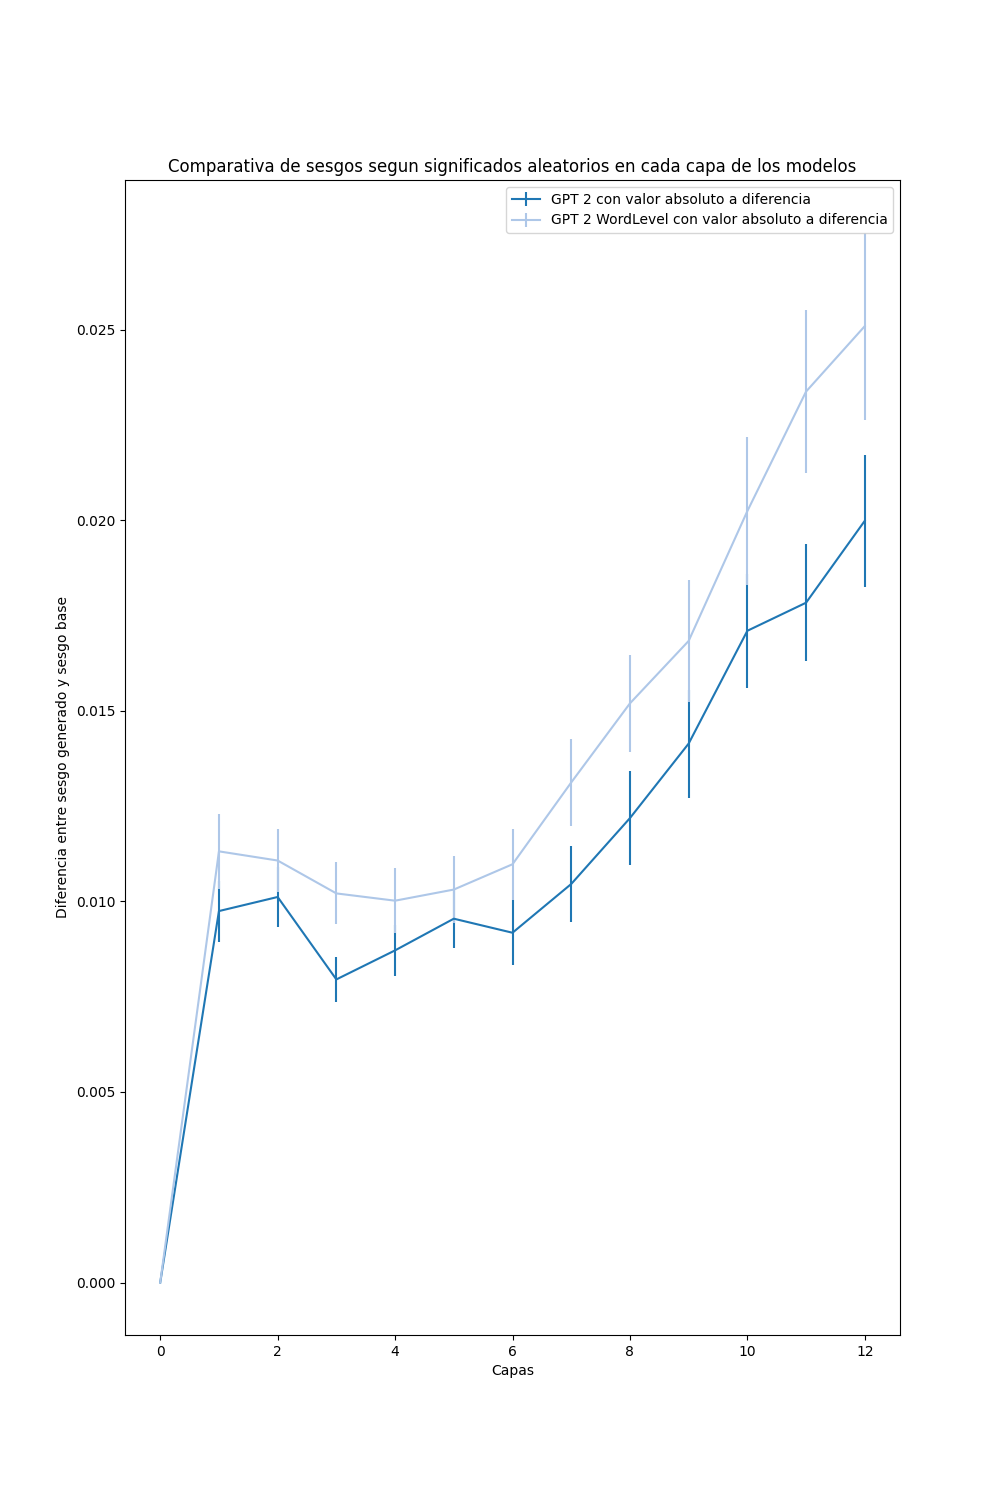 Comparativa de sesgos segun significados aleatorios en cada capa de los modelos
GPT 2 con valor absoluto a diferencia
GPT 2 WordLevel con valor absoluto a diferencia
Diferencia entre sesgo generado y sesgo base
0.025
0.020
0.015
0.010
0.005
0.000
0 2 4 6 8 10 12
Capas